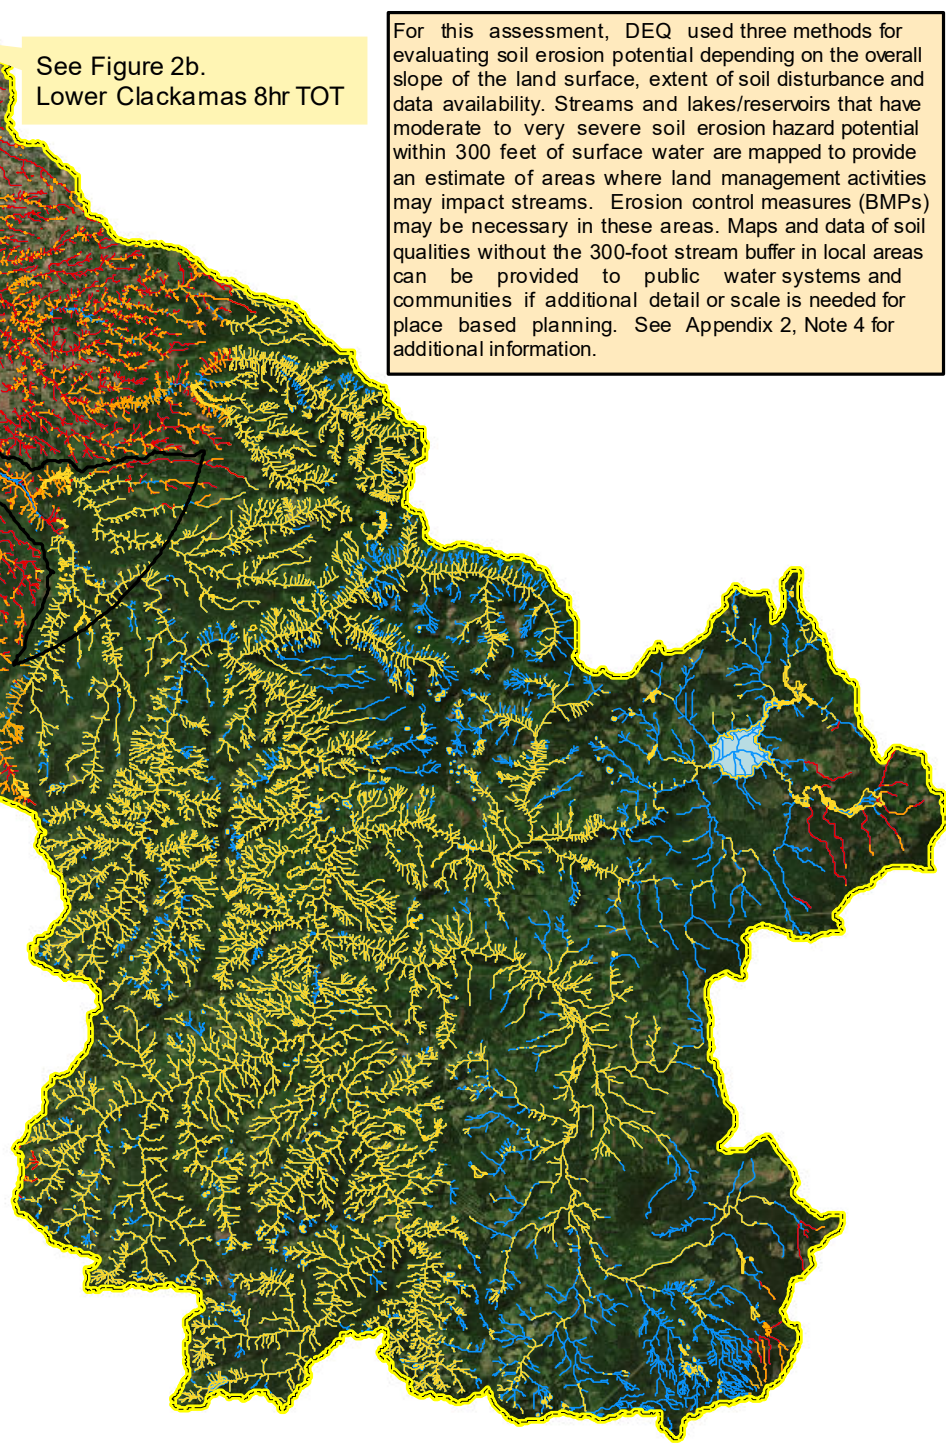 See Figure 2b.
Lower Clackamas 8hr TOT
For this assessment, DEQ used three methods for
evaluating soil erosion potential depending on the overall
slope of the land surface, extent of soil disturbance and
data availability. Streams and lakes/reservoirs that have
moderate to very severe soil erosion hazard potential
within 300 feet of surface water are mapped to provide
an estimate of areas where land management activities
may impact streams. Erosion control measures (BMPs)
may be necessary in these areas. Maps and data of soil
qualities without the 300-foot stream buffer in local areas
can be provided to public water systems and
communities if additional detail or scale is needed for
place based planning. See Appendix 2, Note 4 for
additional information.